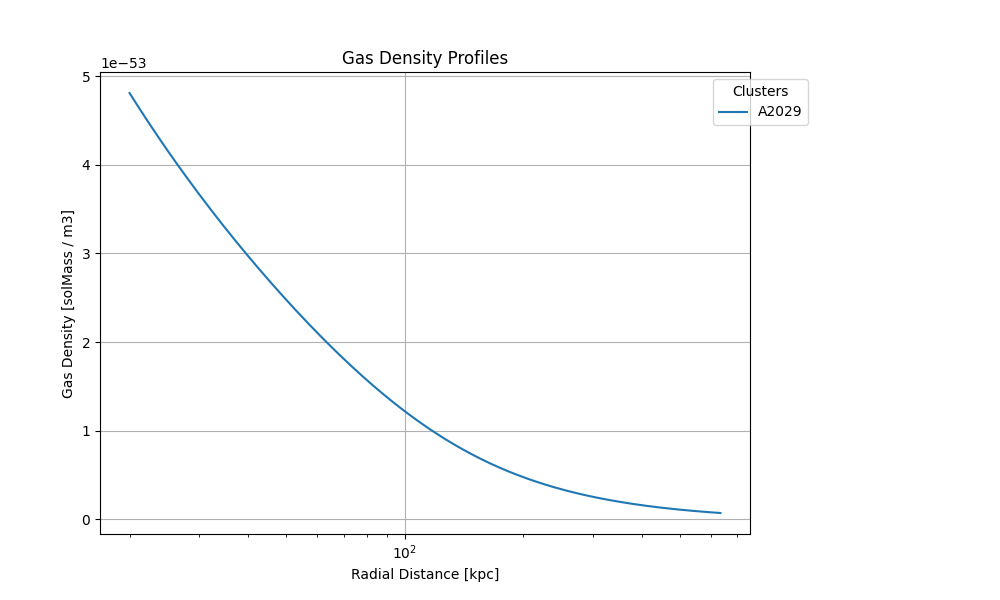 Gas Density Profiles
1e−53
Clusters
A2029
5
4
3
2
1
0
Gas Density [solMass / m3]
10²
Radial Distance [kpc]